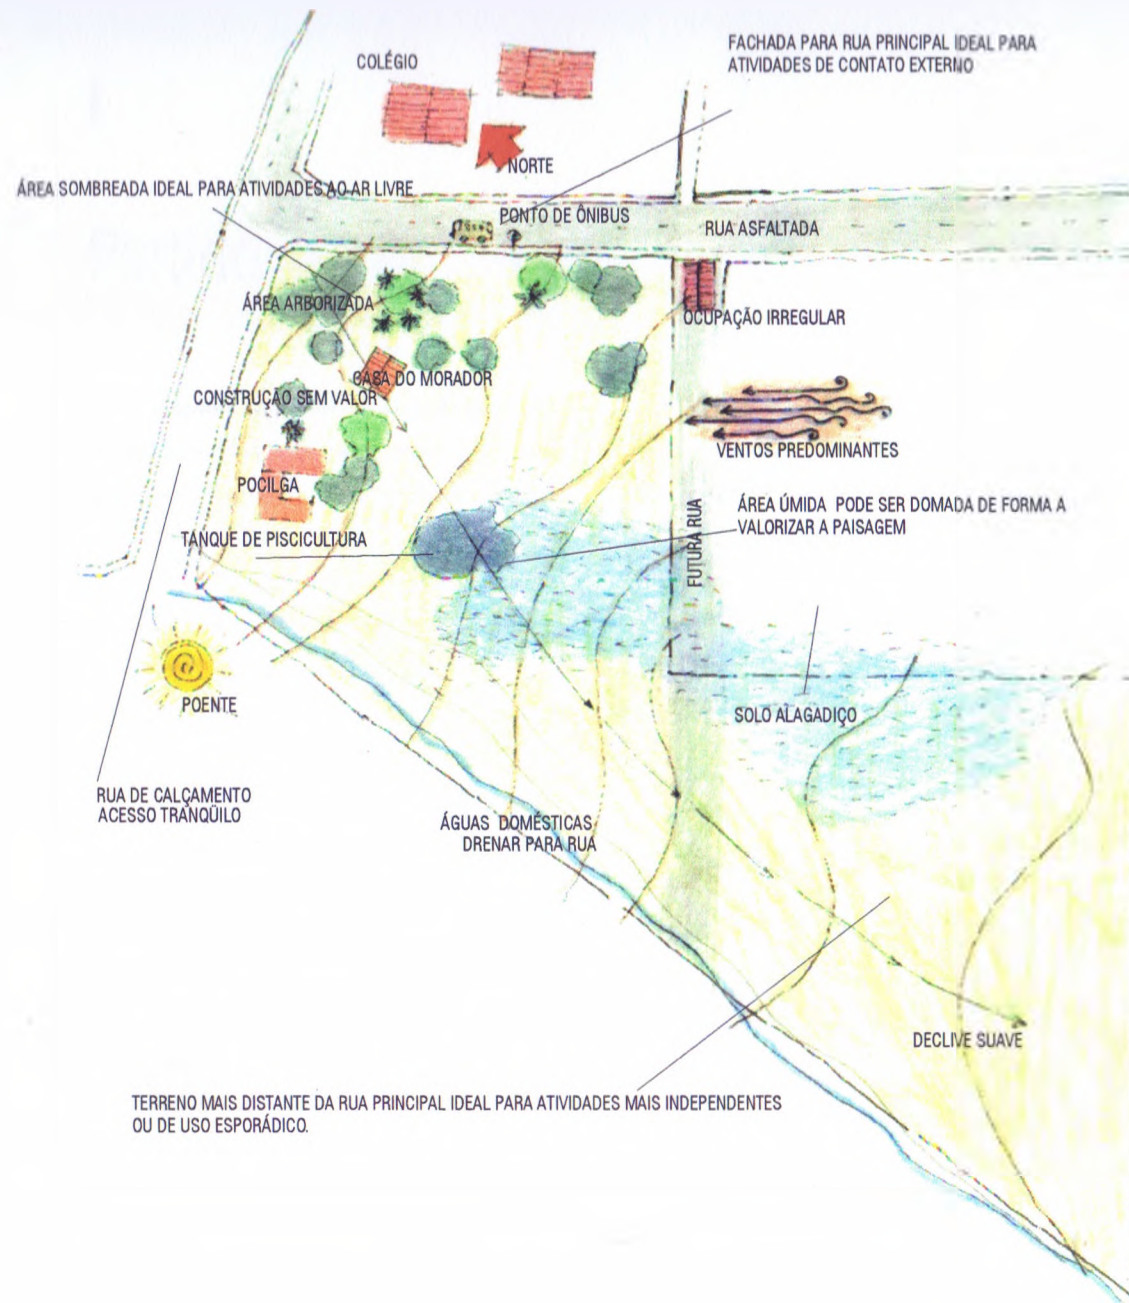 FACHADA PARA RUA PRINCIPAL IDEAL PARA
ATIVIDADES DE CONTATO EXTERNO
COLÉGIO
NORTE
ÁREA SOMBREADA IDEAL PARA ATIVIDADES AO AR LIVRE
PONTO DE ÔNIBUS
RUA ASFALTADA
ÁREA ARBORIZADA
OCUPAÇÃO IRREGULAR
CASA DO MORADOR
CONSTRUÇÃO SEM VALOR
VENTOS PREDOMINANTES
POCILGA
ÁREA ÚMIDA PODE SER DOMADA DE FORMA A
VALORIZAR A PAISAGEM
TANQUE DE PISCICULTURA
FUTURA RUA
POENTE
SOLO ALAGADIÇO
RUA DE CALÇAMENTO
ACESSO TRANQÜILO
ÁGUAS DOMÉSTICAS
DRENAR PARA RUA
DECLIVE SUAVE
TERRENO MAIS DISTANTE DA RUA PRINCIPAL IDEAL PARA ATIVIDADES MAIS INDEPENDENTES
OU DE USO ESPORÁDICO.